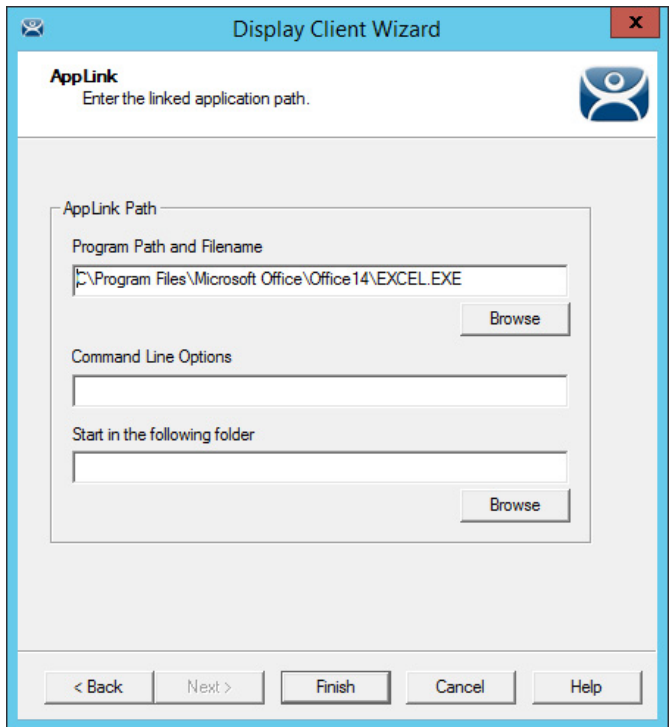 Display Client Wizard
x
AppLink
Enter the linked application path.
AppLink Path
Program Path and Filename
C\Program Files\Microsoft Office\Office14\EXCEL.EXE
Browse
Command Line Options
Start in the following folder
Browse
< Back Next > Finish Cancel Help